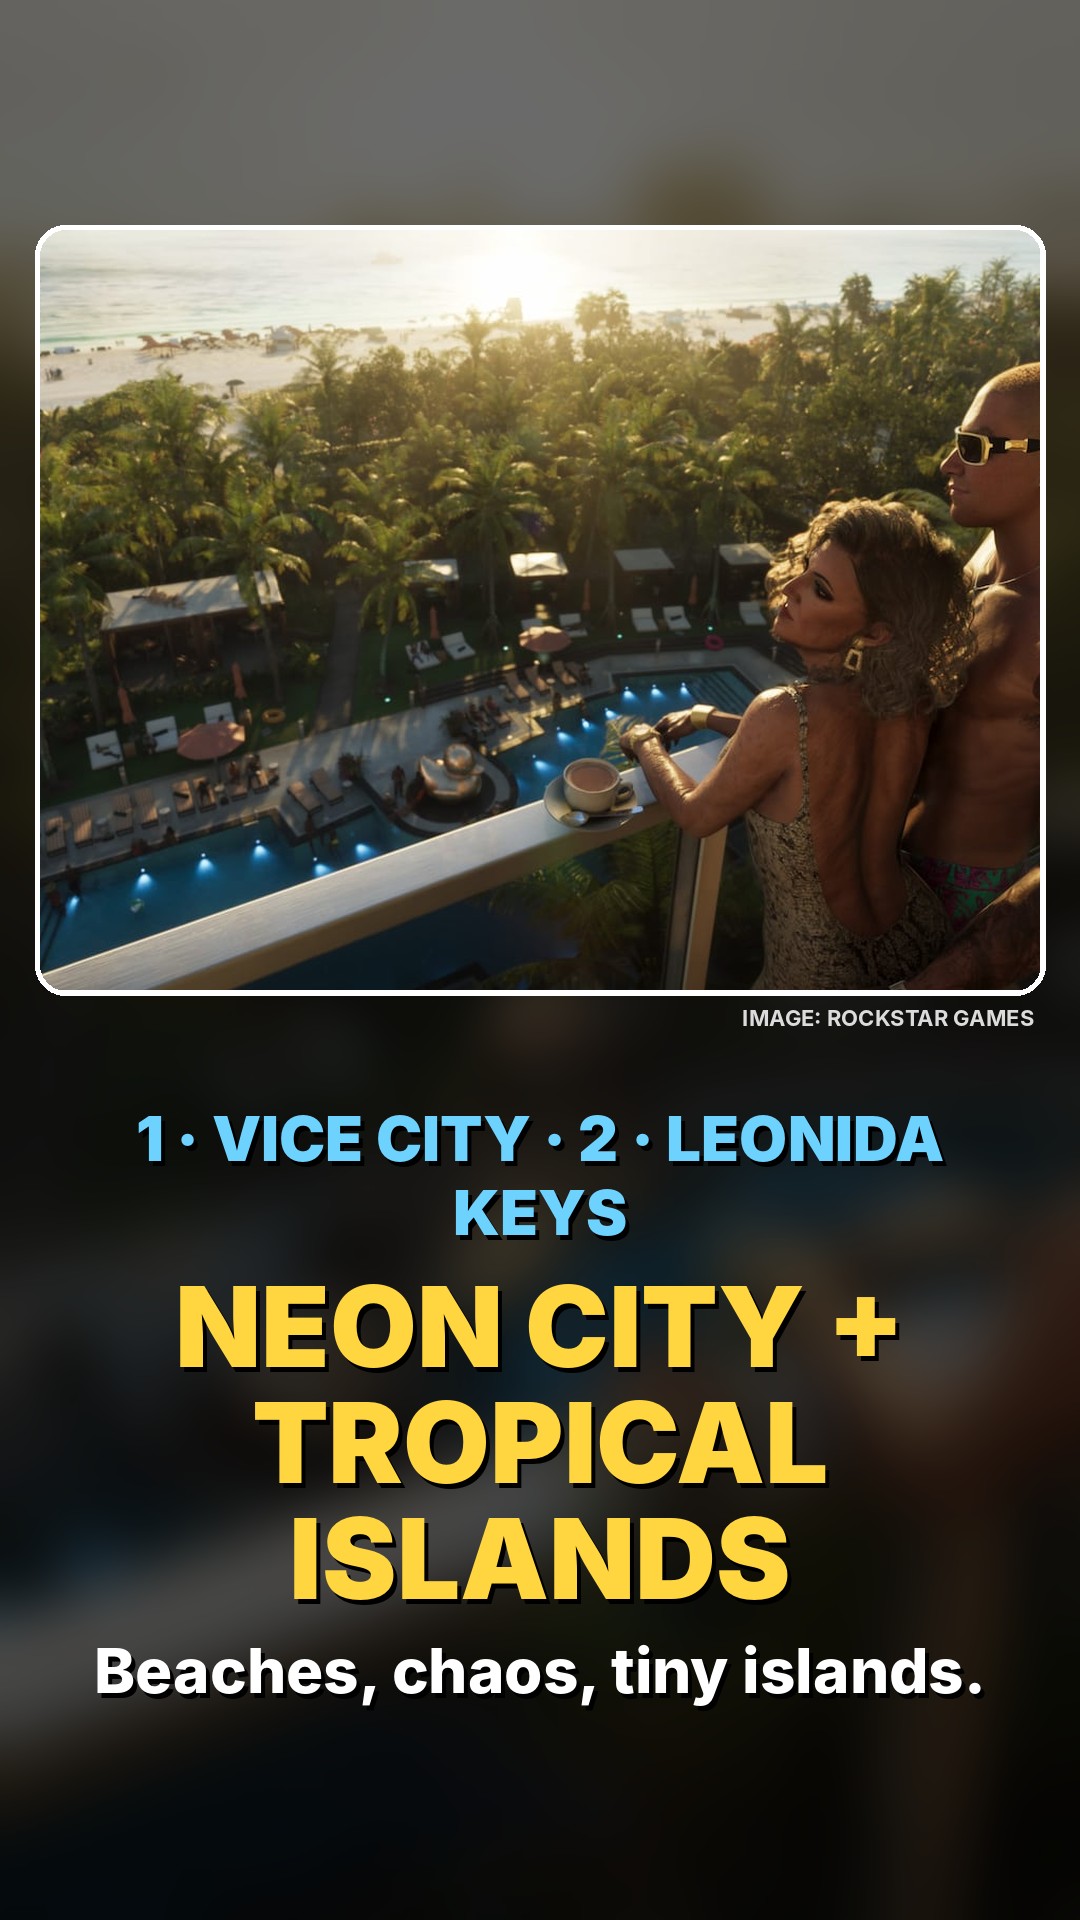 IMAGE: ROCKSTAR GAMES
1 · VICE CITY · 2 · LEONIDA
KEYS
NEON CITY +
TROPICAL
ISLANDS
Beaches, chaos, tiny islands.